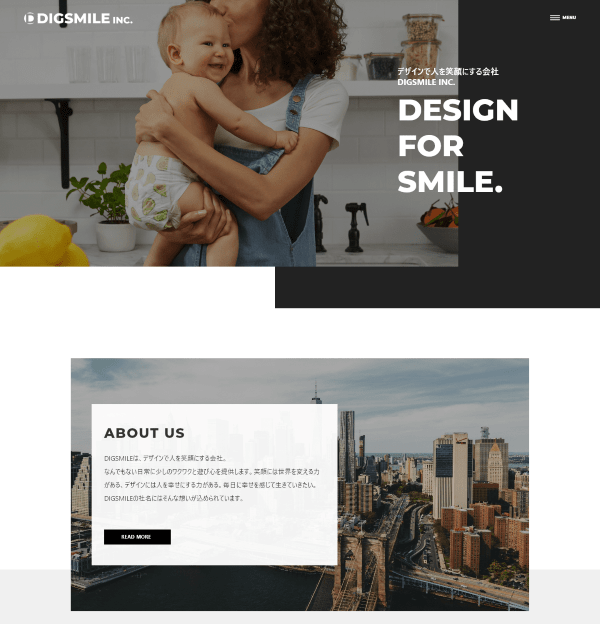 DIGSMILE INC.
MENU
デザインで人を笑顔にする会社
DIGSMILE INC.
DESIGN
FOR
SMILE.
ABOUT US
DIGSMILEは、デザインで人を笑顔にする会社。
なんでもない日常に少しのワクワクと遊び心を提供します。笑顔には世界を変える力
がある、デザインには人を幸せにする力がある。毎日に幸せを感じて生きていきたい。
DIGSMILEの社名にはそんな想いが込められています。
READ MORE